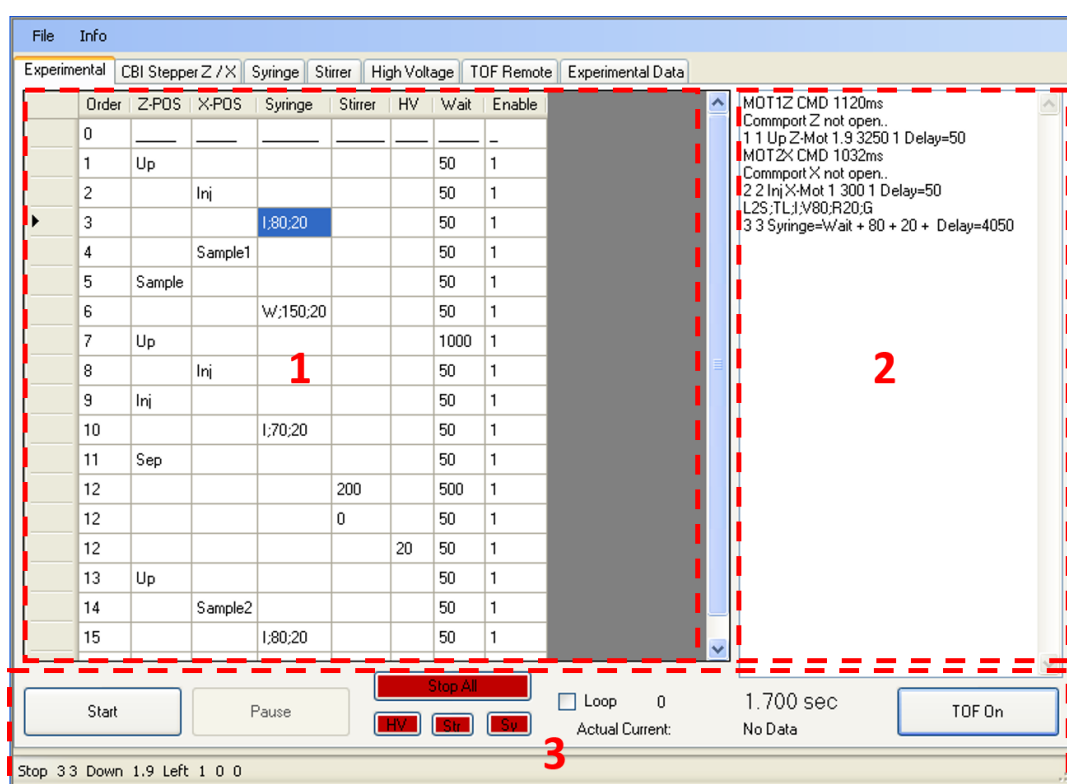 File Info
Experimental CBI Stepper Z / X Syringe Stirrer High Voltage TOF Remote Experimental Data
Order Z-POS X-POS Syringe Stirrer HV Wait Enable
0 ____ ____ ______ ____ ___ ____ _
1 Up 50 1
2 Inj 50 1
3 I;80;20 50 1
4 Sample1 50 1
5 Sample 50 1
6 W;150;20 50 1
7 Up 1000 1
8 Inj 50 1
9 Inj 50 1
10 I;70;20 50 1
11 Sep 50 1
12 200 500 1
12 0 50 1
12 20 50 1
13 Up 50 1
14 Sample2 50 1
15 I;80;20 50 1
1
MOT1Z CMD 1120ms
Commport Z not open..
1 1 Up Z-Mot 1.9 3250 1 Delay=50
MOT2X CMD 1032ms
Commport X not open..
2 2 Inj X-Mot 1 300 1 Delay=50
L2S;TL;I;V80;R20;G
3 3 Syringe=Wait + 80 + 20 + Delay=4050
2
Start Pause Stop All
HV Str Sy
Loop 0 1.700 sec TOF On
Actual Current: No Data
3
Stop 3 3 Down 1.9 Left 1 0 0